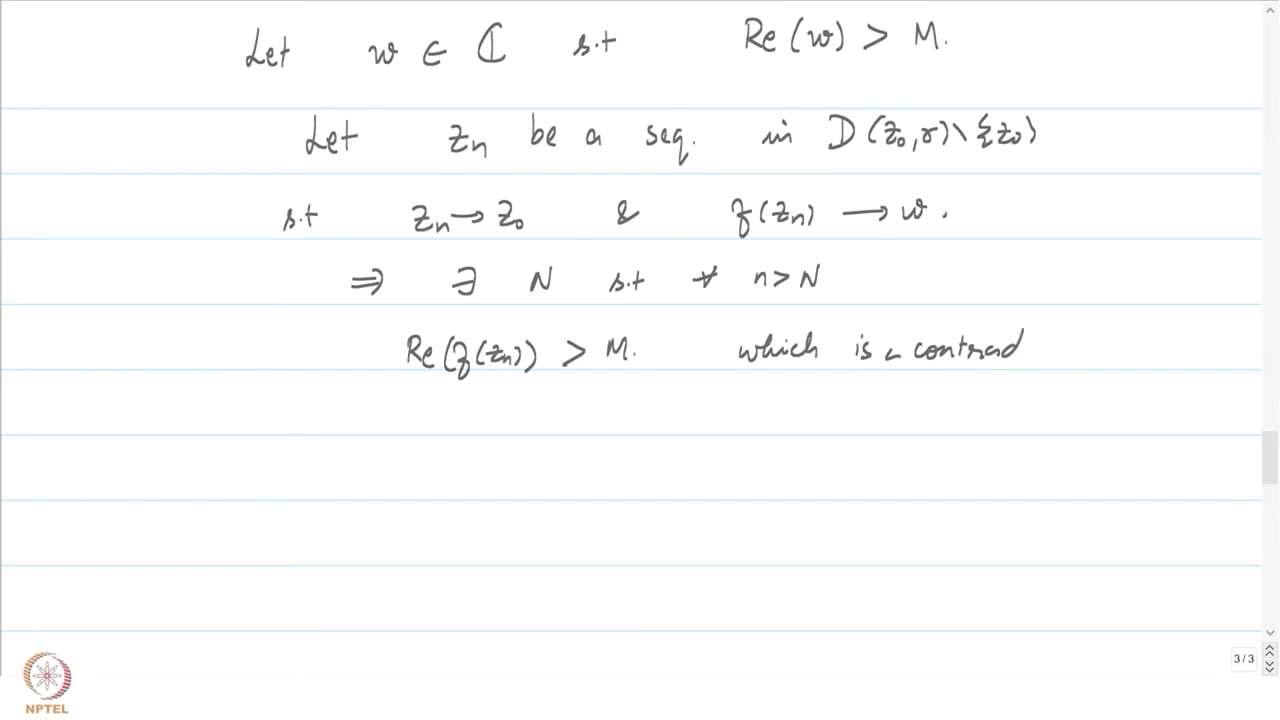 Let w ∈ ℂ s.t Re(w) > M.
Let zn be a seq. in D(z₀,r)\{z₀}
s.t zn → z₀ & f(zn) → w.
⇒ ∃ N s.t ∀ n > N
Re(f(zn)) > M. which is a contrad
3/3
NPTEL